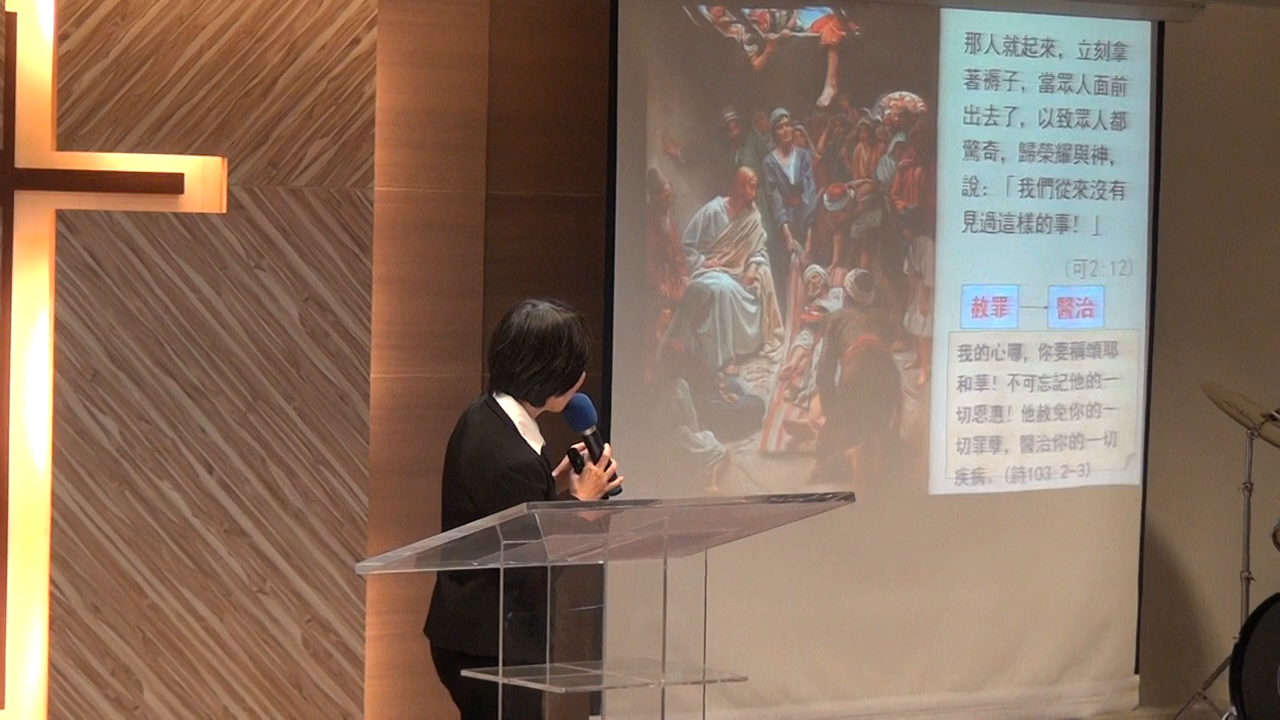 那人就起來，立刻拿
著褥子，當眾人面前
出去了，以致眾人都
驚奇，歸榮耀與神，
說：「我們從來沒有
見過這樣的事！」
(可2:12)
赦罪
醫治
我的心哪，你要稱頌耶
和華！不可忘記他的一
切恩惠！他赦免你的一
切罪孽，醫治你的一切
疾病。(詩103:2-3)